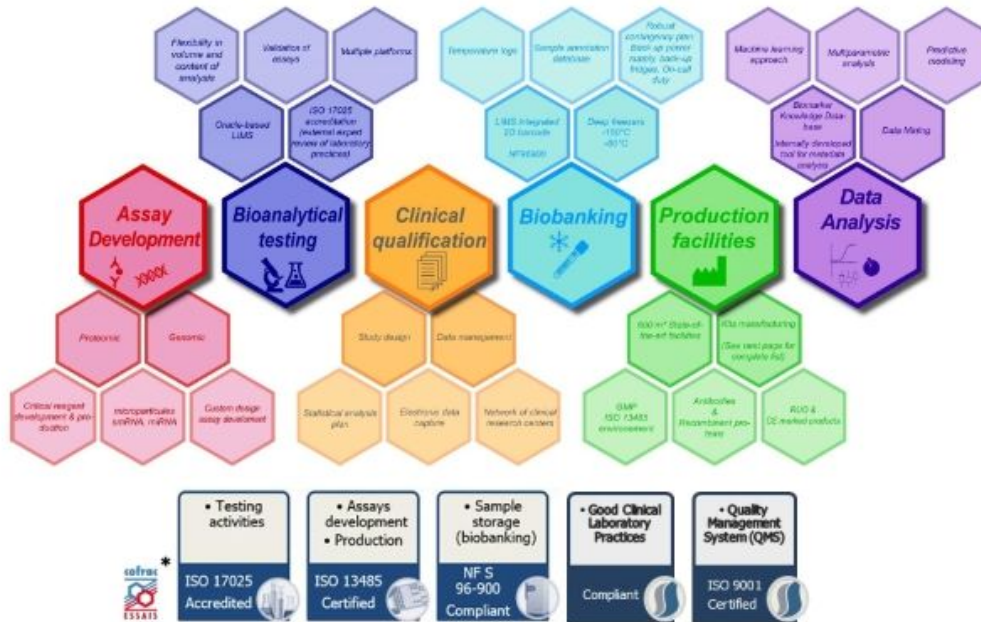 Flexibility in
volume and
content of
analysis
Validation of
assays
Multiple platforms
Oracle-based
LIMS
ISO 17025
accreditation
(external expert
review of laboratory
practices)
Temperature logs
Sample annotation
database
Robust
contingency plan:
Back up power
supply, back-up
fridges, On-call
duty
LIMS Integrated
2D barcode
Deep freezers:
-150°C
-80°C
Machine learning
approach
Multiparametric
analysis
Predictive
modeling
Biomarker
Knowledge Data-
base
Internally developed
tool for metadata
analysis
Data Mining
Assay
Development
Bioanalytical
testing
Clinical
qualification
Biobanking
Production
facilities
Data
Analysis
Proteomic
Genomic
Critical reagent
development & pro-
duction
microparticules
smRNA, miRNA
Custom design
assay development
Study design
Data management
Statistical analysis
plan
Electronic data
capture
Network of clinical
research centers
State-of-
the-art facilities
Kits manufacturing
(See next page for
complete list)
GMP
ISO 13485
environment
Antibodies
&
Recombinant pro-
teins
RUO &
CE marked products
• Testing
activities
ISO 17025
Accredited
• Assays
development
• Production
ISO 13485
Certified
• Sample
storage
(biobanking)
NF S
96-900
Compliant
• Good Clinical
Laboratory
Practices
Compliant
• Quality
Management
System (QMS)
ISO 9001
Certified
cofrac
ESSAIS
*